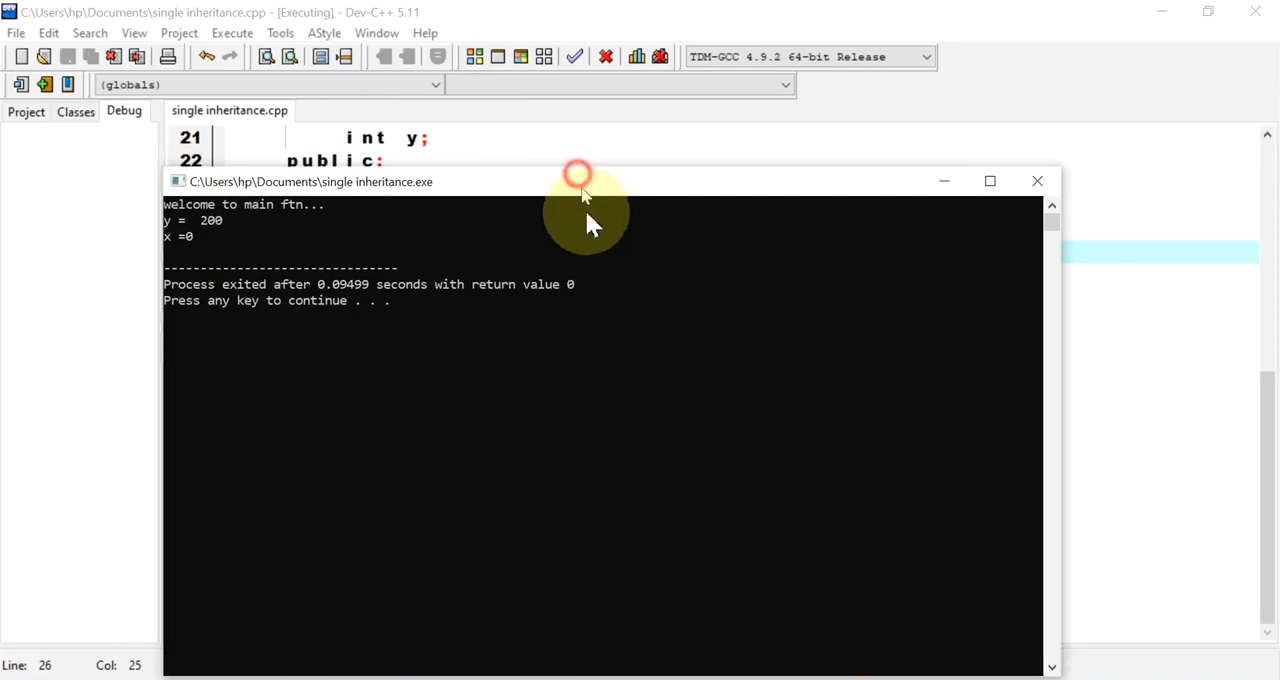 C:\Users\hp\Documents\single inheritance.cpp - [Executing] - Dev-C++ 5.11
File Edit Search View Project Execute Tools AStyle Window Help
TDM-GCC 4.9.2 64-bit Release
(globals)
Project Classes Debug single inheritance.cpp
21 int y;
22 public:
C:\Users\hp\Documents\single inheritance.exe
welcome to main ftn...
y = 200
x =0
--------------------------------
Process exited after 0.09499 seconds with return value 0
Press any key to continue . . .
Line: 26 Col: 25